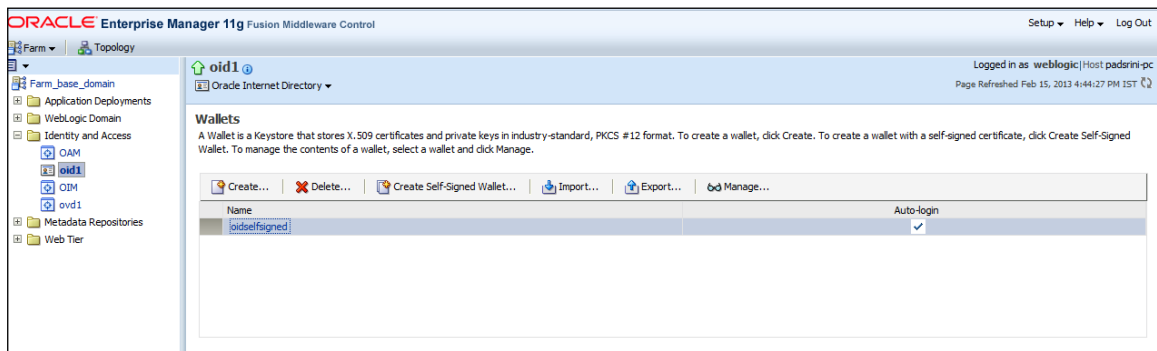 ORACLE Enterprise Manager 11g Fusion Middleware Control
Setup Help Log Out
Farm Topology
oid1
Logged in as weblogic|Host padsrini-pc
Farm_base_domain
Oracle Internet Directory
Page Refreshed Feb 15, 2013 4:44:27 PM IST
Application Deployments
WebLogic Domain
Identity and Access
OAM
oid1
OIM
ovd1
Metadata Repositories
Web Tier
Wallets
A Wallet is a Keystore that stores X.509 certificates and private keys in industry-standard, PKCS #12 format. To create a wallet, click Create. To create a wallet with a self-signed certificate, click Create Self-Signed
Wallet. To manage the contents of a wallet, select a wallet and click Manage.
Create... Delete... Create Self-Signed Wallet... Import... Export... Manage...
Name Auto-login
oidselfsigned